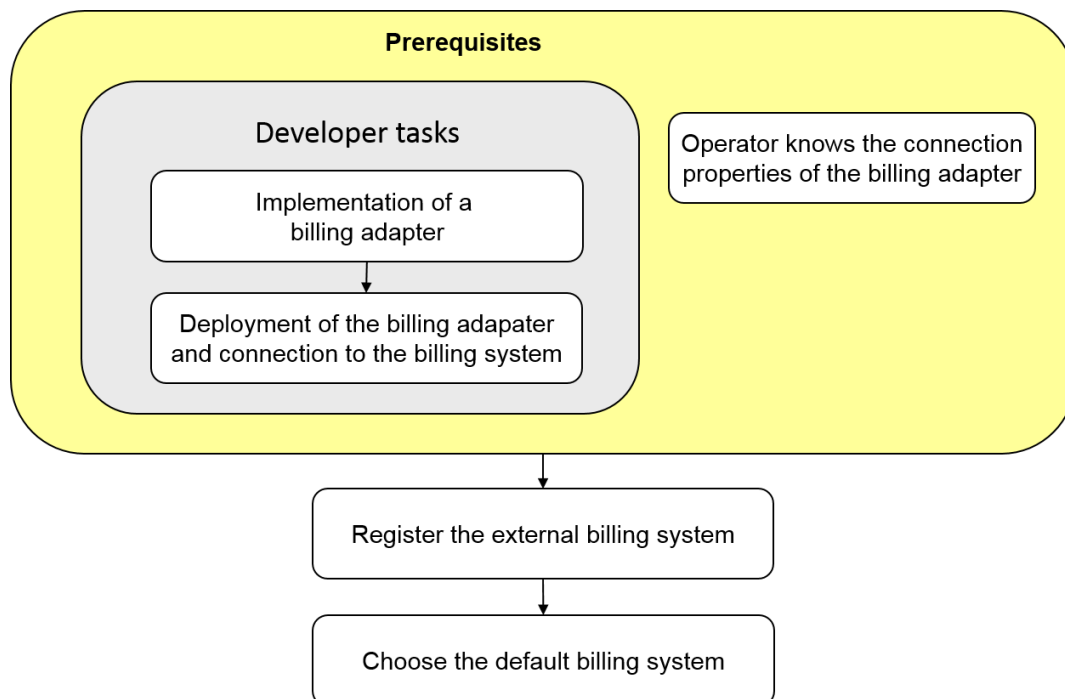 Prerequisites
Developer tasks
Implementation of a
billing adapter
Deployment of the billing adapater
and connection to the billing system
Operator knows the connection
properties of the billing adapter
Register the external billing system
Choose the default billing system